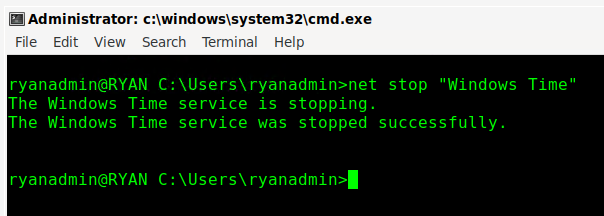 Administrator: c:\windows\system32\cmd.exe
File Edit View Search Terminal Help
ryanadmin@RYAN C:\Users\ryanadmin>net stop "Windows Time"
The Windows Time service is stopping.
The Windows Time service was stopped successfully.
ryanadmin@RYAN C:\Users\ryanadmin>